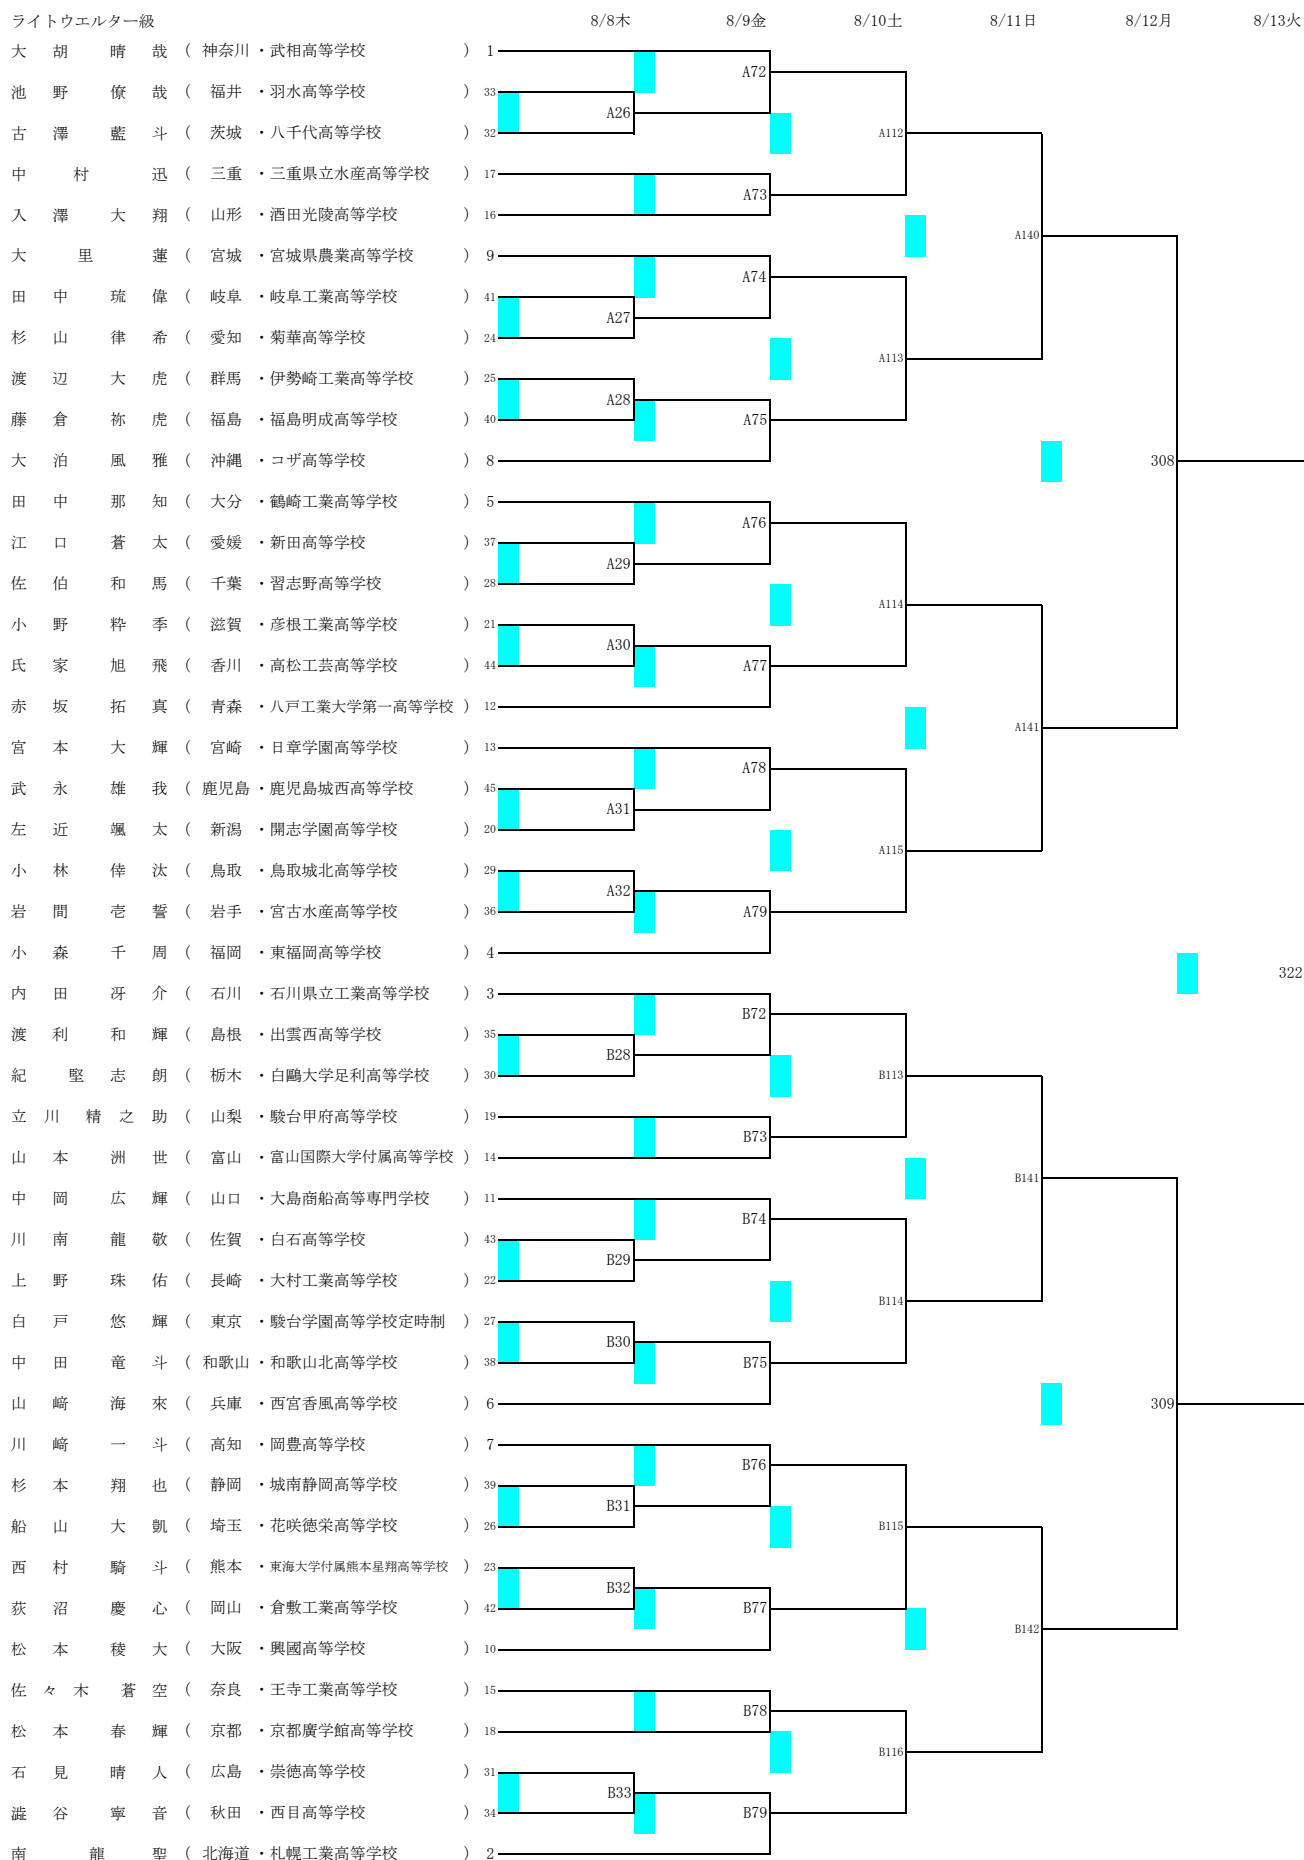 ライトウエルター級 8/8木 8/9金 8/10土 8/11日 8/12月 8/13火
大胡 晴哉 ( 神奈川 ・武相高等学校 ) 1
A72
池野 僚哉 ( 福井 ・羽水高等学校 ) 33
A26
古澤 藍斗 ( 茨城 ・八千代高等学校 ) 32
A112
中村 迅 ( 三重 ・三重県立水産高等学校 ) 17
A73
入澤 大翔 ( 山形 ・酒田光陵高等学校 ) 16
A140
大里 蓮 ( 宮城 ・宮城県農業高等学校 ) 9
A74
田中 琉偉 ( 岐阜 ・岐阜工業高等学校 ) 41
A27
杉山 律希 ( 愛知 ・菊華高等学校 ) 24
A113
渡辺 大虎 ( 群馬 ・伊勢崎工業高等学校 ) 25
A28
藤倉 祢虎 ( 福島 ・福島明成高等学校 ) 40
A75
大泊 風雅 ( 沖縄 ・コザ高等学校 ) 8
308
田中 那知 ( 大分 ・鶴崎工業高等学校 ) 5
A76
江口 蒼太 ( 愛媛 ・新田高等学校 ) 37
A29
佐伯 和馬 ( 千葉 ・習志野高等学校 ) 28
A114
小野 粋季 ( 滋賀 ・彦根工業高等学校 ) 21
A30
氏家 旭飛 ( 香川 ・高松工芸高等学校 ) 44
A77
赤坂 拓真 ( 青森 ・八戸工業大学第一高等学校 ) 12
A141
宮本 大輝 ( 宮崎 ・日章学園高等学校 ) 13
A78
武永 雄我 ( 鹿児島 ・鹿児島城西高等学校 ) 45
A31
左近 颯太 ( 新潟 ・開志学園高等学校 ) 20
A115
小林 倖汰 ( 鳥取 ・鳥取城北高等学校 ) 29
A32
岩間 壱誓 ( 岩手 ・宮古水産高等学校 ) 36
A79
小森 千周 ( 福岡 ・東福岡高等学校 ) 4
322
内田 冴介 ( 石川 ・石川県立工業高等学校 ) 3
B72
渡利 和輝 ( 島根 ・出雲西高等学校 ) 35
B28
紀 堅志朗 ( 栃木 ・白鷗大学足利高等学校 ) 30
B113
立川 精之助 ( 山梨 ・駿台甲府高等学校 ) 19
B73
山本 洲世 ( 富山 ・富山国際大学付属高等学校 ) 14
B141
中岡 広輝 ( 山口 ・大島商船高等専門学校 ) 11
B74
川南 龍敬 ( 佐賀 ・白石高等学校 ) 43
B29
上野 珠佑 ( 長崎 ・大村工業高等学校 ) 22
B114
白戸 悠輝 ( 東京 ・駿台学園高等学校定時制 ) 27
B30
中田 竜斗 ( 和歌山 ・和歌山北高等学校 ) 38
B75
山﨑 海來 ( 兵庫 ・西宮香風高等学校 ) 6
309
川﨑 一斗 ( 高知 ・岡豊高等学校 ) 7
B76
杉本 翔也 ( 静岡 ・城南静岡高等学校 ) 39
B31
船山 大凱 ( 埼玉 ・花咲徳栄高等学校 ) 26
B115
西村 騎斗 ( 熊本 ・東海大学付属熊本星翔高等学校 ) 23
B32
荻沼 慶心 ( 岡山 ・倉敷工業高等学校 ) 42
B77
B142
松本 稜大 ( 大阪 ・興國高等学校 ) 10
佐々木 蒼空 ( 奈良 ・王寺工業高等学校 ) 15
B78
松本 春輝 ( 京都 ・京都廣学館高等学校 ) 18
B116
石見 晴人 ( 広島 ・崇徳高等学校 ) 31
B33
澁谷 寧音 ( 秋田 ・西目高等学校 ) 34
B79
南 龍聖 ( 北海道 ・札幌工業高等学校 ) 2